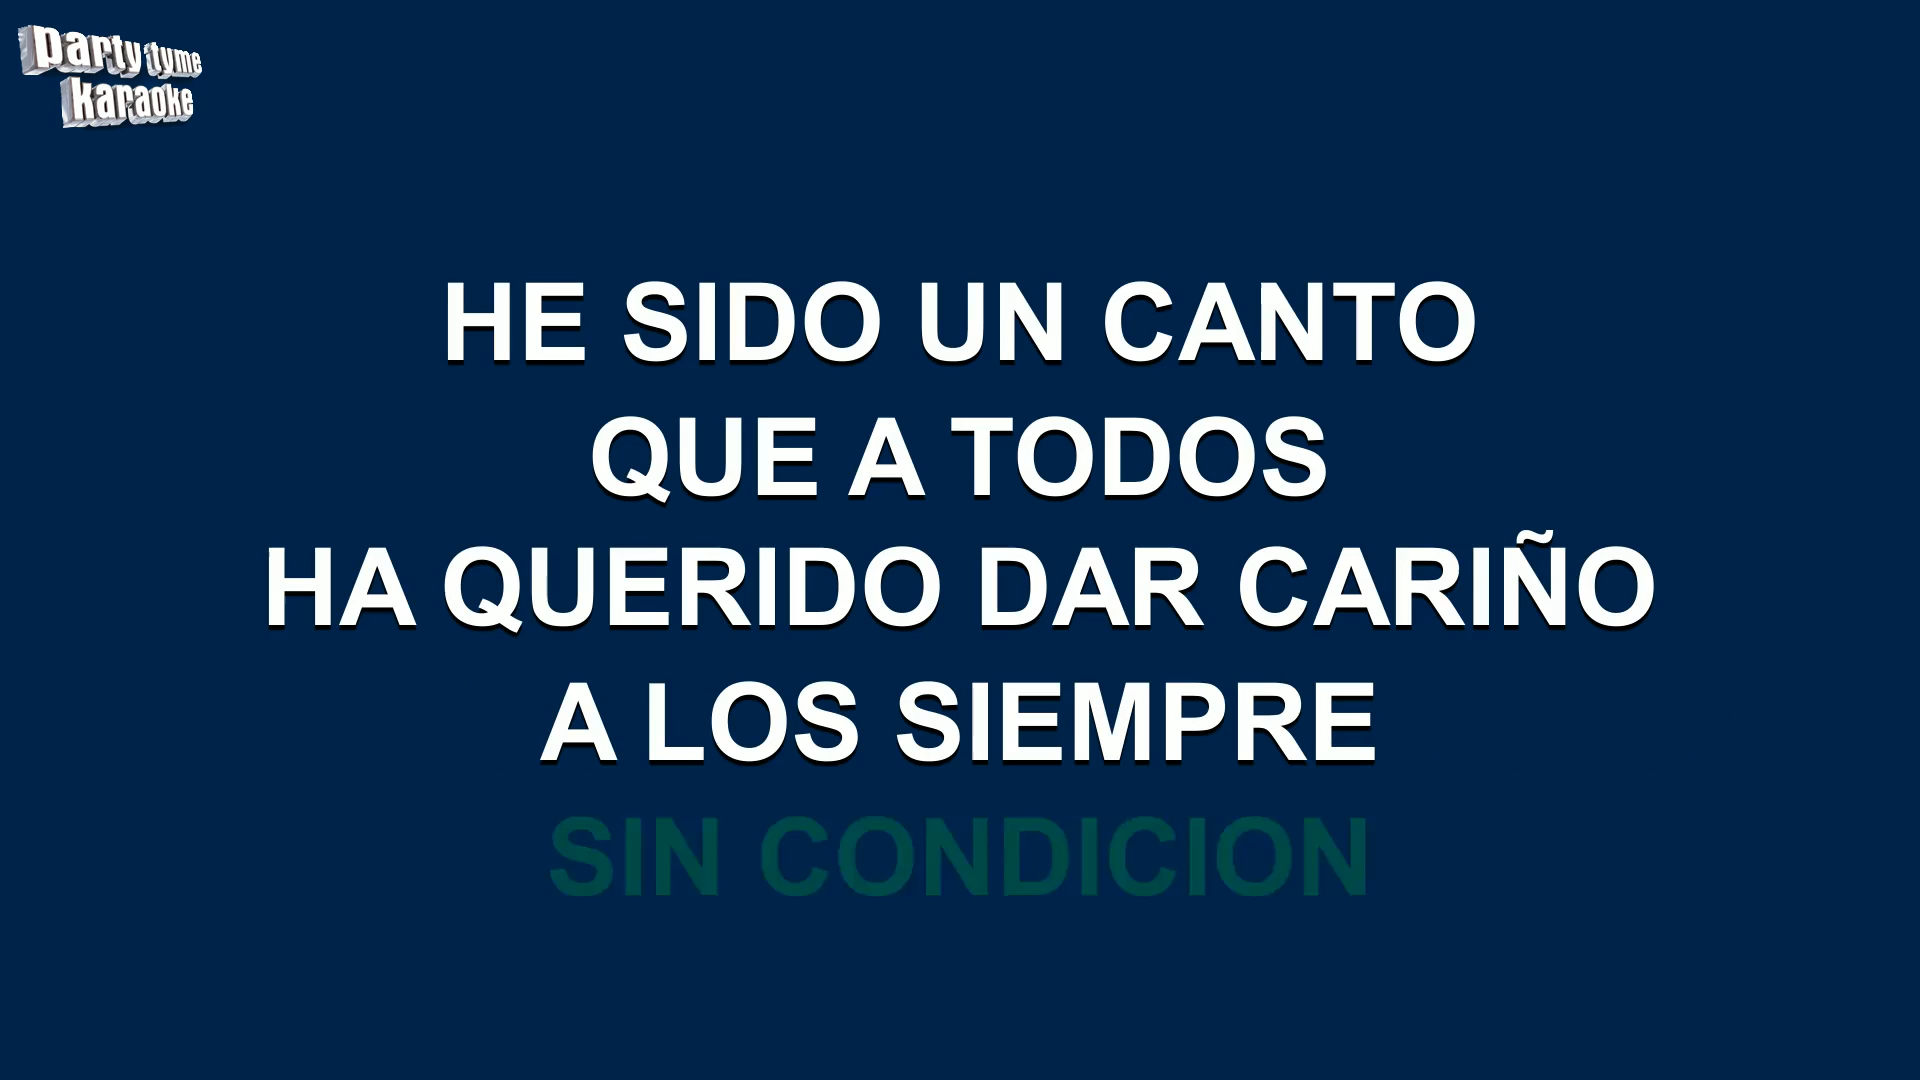 party tyme
karaoke
HE SIDO UN CANTO
QUE A TODOS
HA QUERIDO DAR CARIÑO
A LOS SIEMPRE
SIN CONDICION